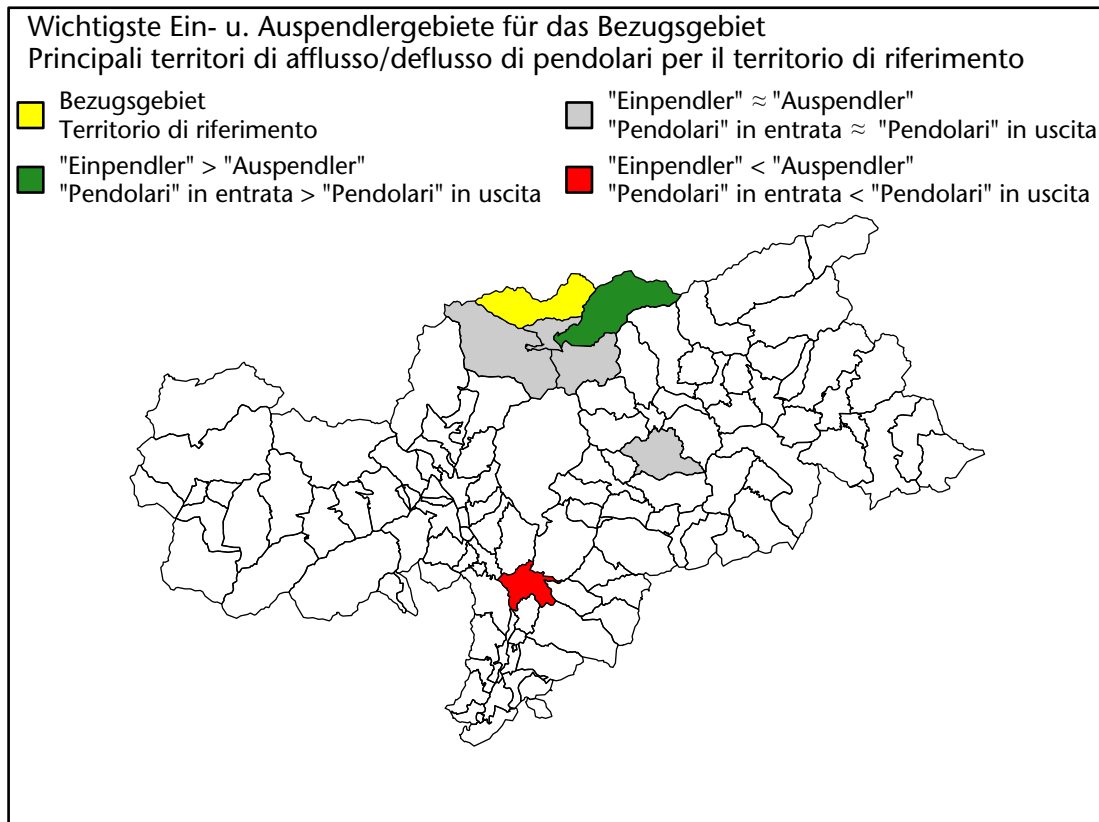 Wichtigste Ein- u. Auspendlergebiete für das Bezugsgebiet
Principali territori di afflusso/deflusso di pendolari per il territorio di riferimento
Bezugsgebiet
Territorio di riferimento
"Einpendler" > "Auspendler"
"Pendolari" in entrata > "Pendolari" in uscita
"Einpendler" ≈ "Auspendler"
"Pendolari" in entrata ≈ "Pendolari" in uscita
"Einpendler" < "Auspendler"
"Pendolari" in entrata < "Pendolari" in uscita